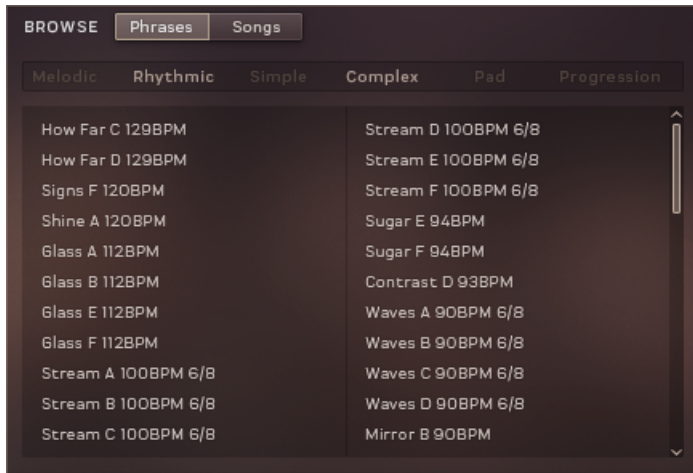 BROWSE Phrases Songs
Melodic Rhythmic Simple Complex Pad Progression
How Far C 129BPM
How Far D 129BPM
Signs F 120BPM
Shine A 120BPM
Glass A 112BPM
Glass B 112BPM
Glass E 112BPM
Glass F 112BPM
Stream A 100BPM 6/8
Stream B 100BPM 6/8
Stream C 100BPM 6/8
Stream D 100BPM 6/8
Stream E 100BPM 6/8
Stream F 100BPM 6/8
Sugar E 94BPM
Sugar F 94BPM
Contrast D 93BPM
Waves A 90BPM 6/8
Waves B 90BPM 6/8
Waves C 90BPM 6/8
Waves D 90BPM 6/8
Mirror B 90BPM